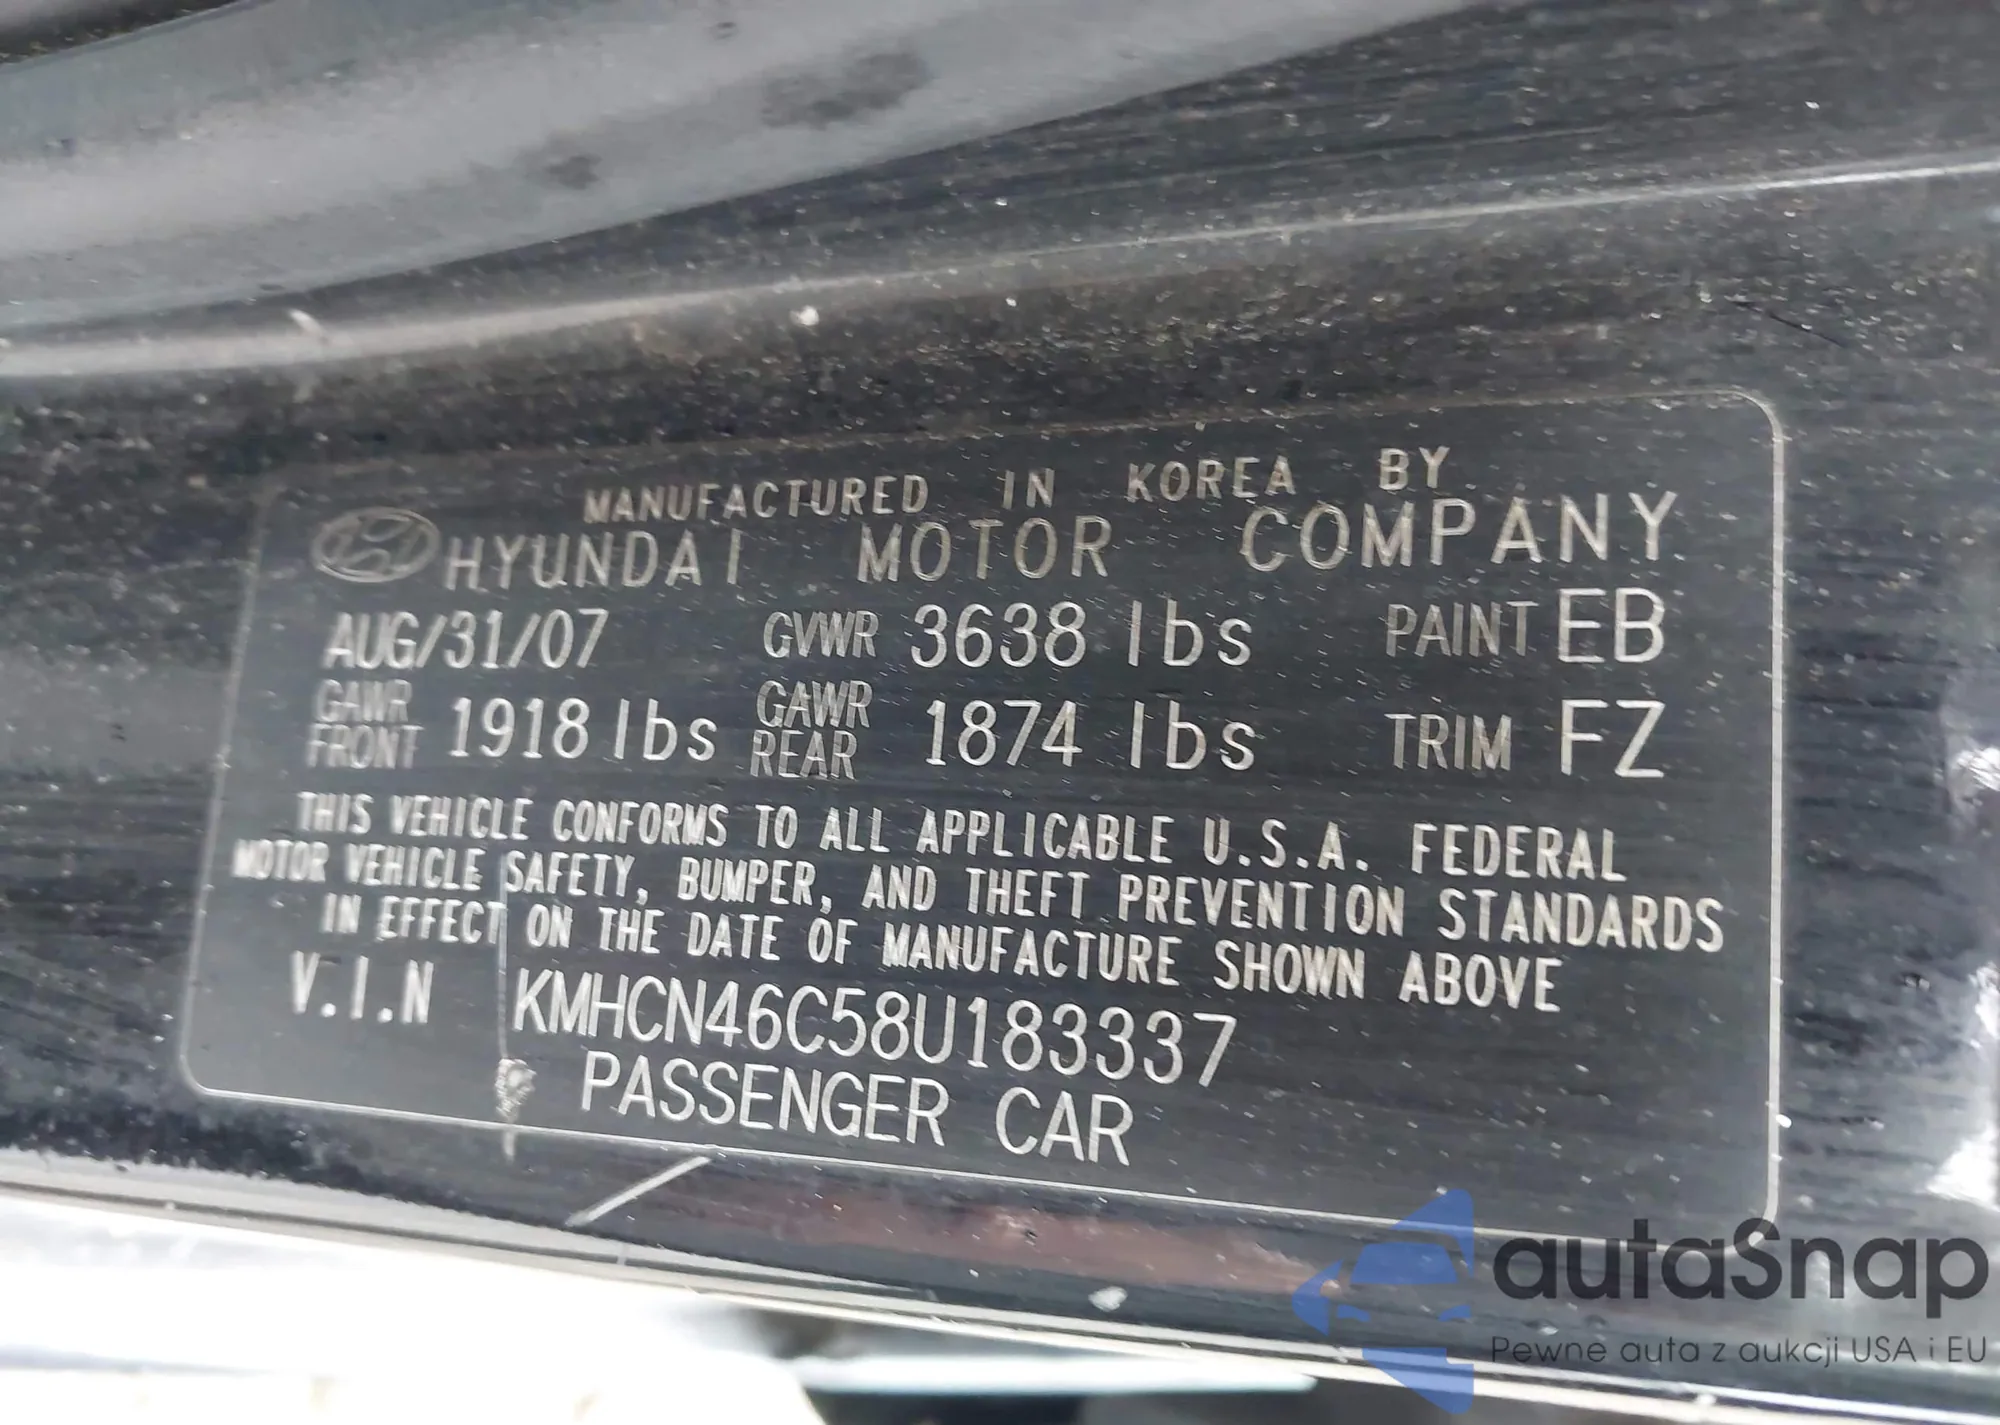 MANUFACTURED IN KOREA BY
HYUNDAI MOTOR COMPANY
AUG/31/07 GVWR 3638 lbs PAINT EB
GAWR FRONT 1918 lbs GAWR REAR 1874 lbs TRIM FZ
THIS VEHICLE CONFORMS TO ALL APPLICABLE U.S.A. FEDERAL
MOTOR VEHICLE SAFETY, BUMPER, AND THEFT PREVENTION STANDARDS
IN EFFECT ON THE DATE OF MANUFACTURE SHOWN ABOVE
V.I.N KMHCN46C58U183337
PASSENGER CAR
autaSnap
Pewne auta z aukcji USA i EU